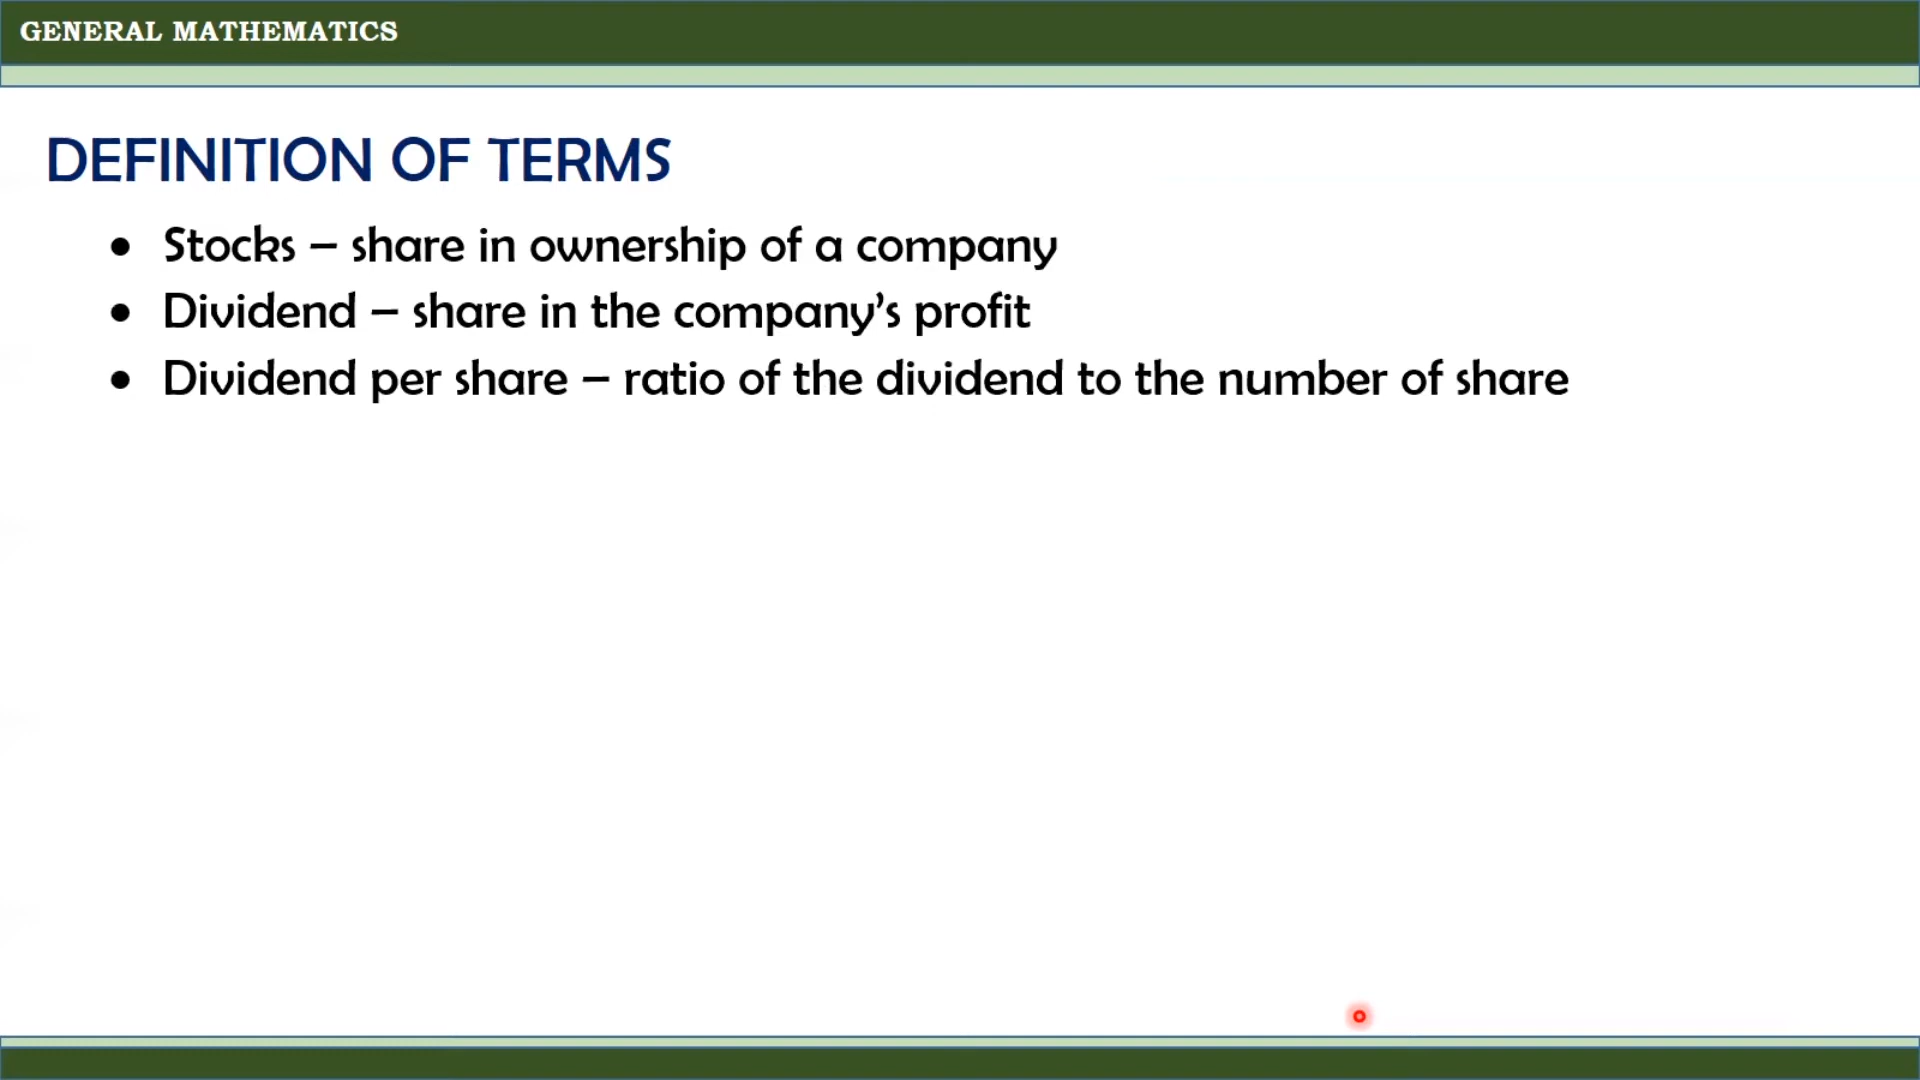 GENERAL MATHEMATICS
DEFINITION OF TERMS
• Stocks – share in ownership of a company
• Dividend – share in the company’s profit
• Dividend per share – ratio of the dividend to the number of share